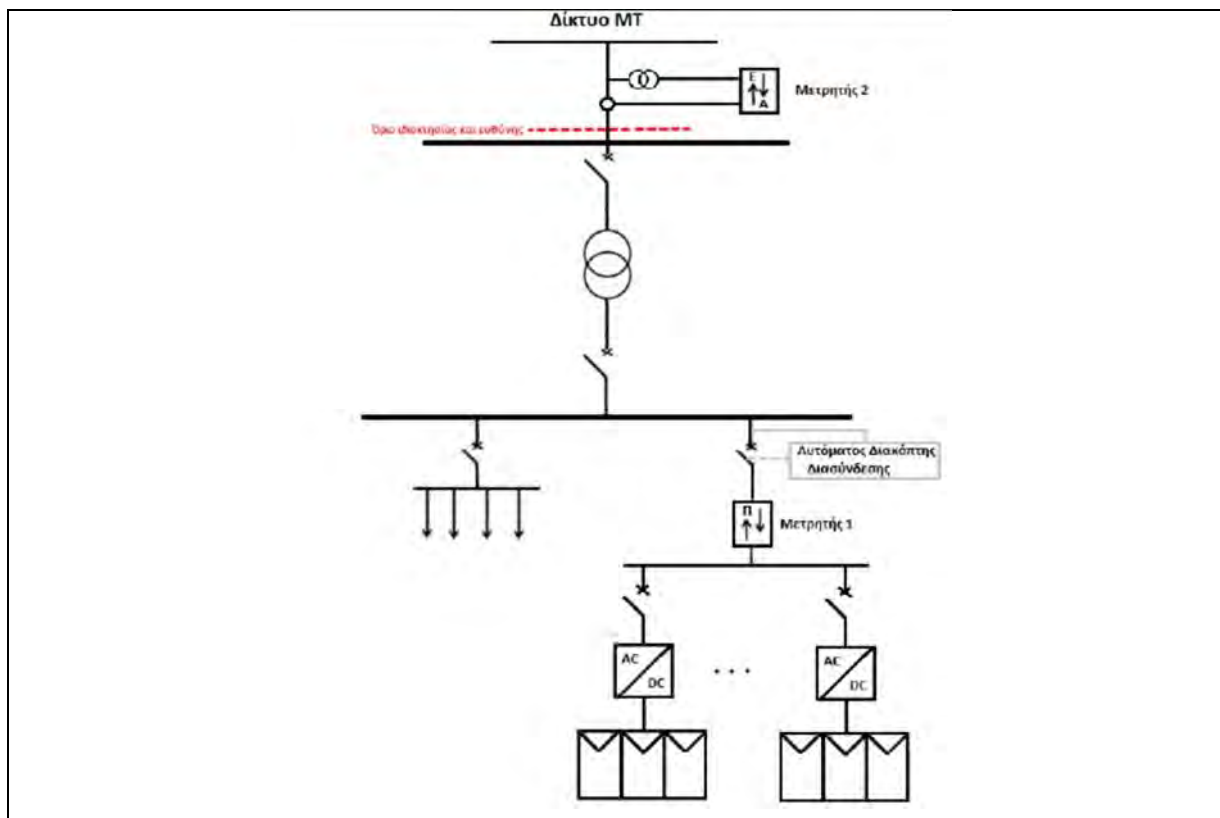 Δίκτυο ΜΤ
Ε
Α
Μετρητής 2
Όριο ιδιοκτησίας και ευθύνης
Αυτόματος Διακόπτης
Διασύνδεσης
Π
Μετρητής 1
AC
DC
. . .
AC
DC